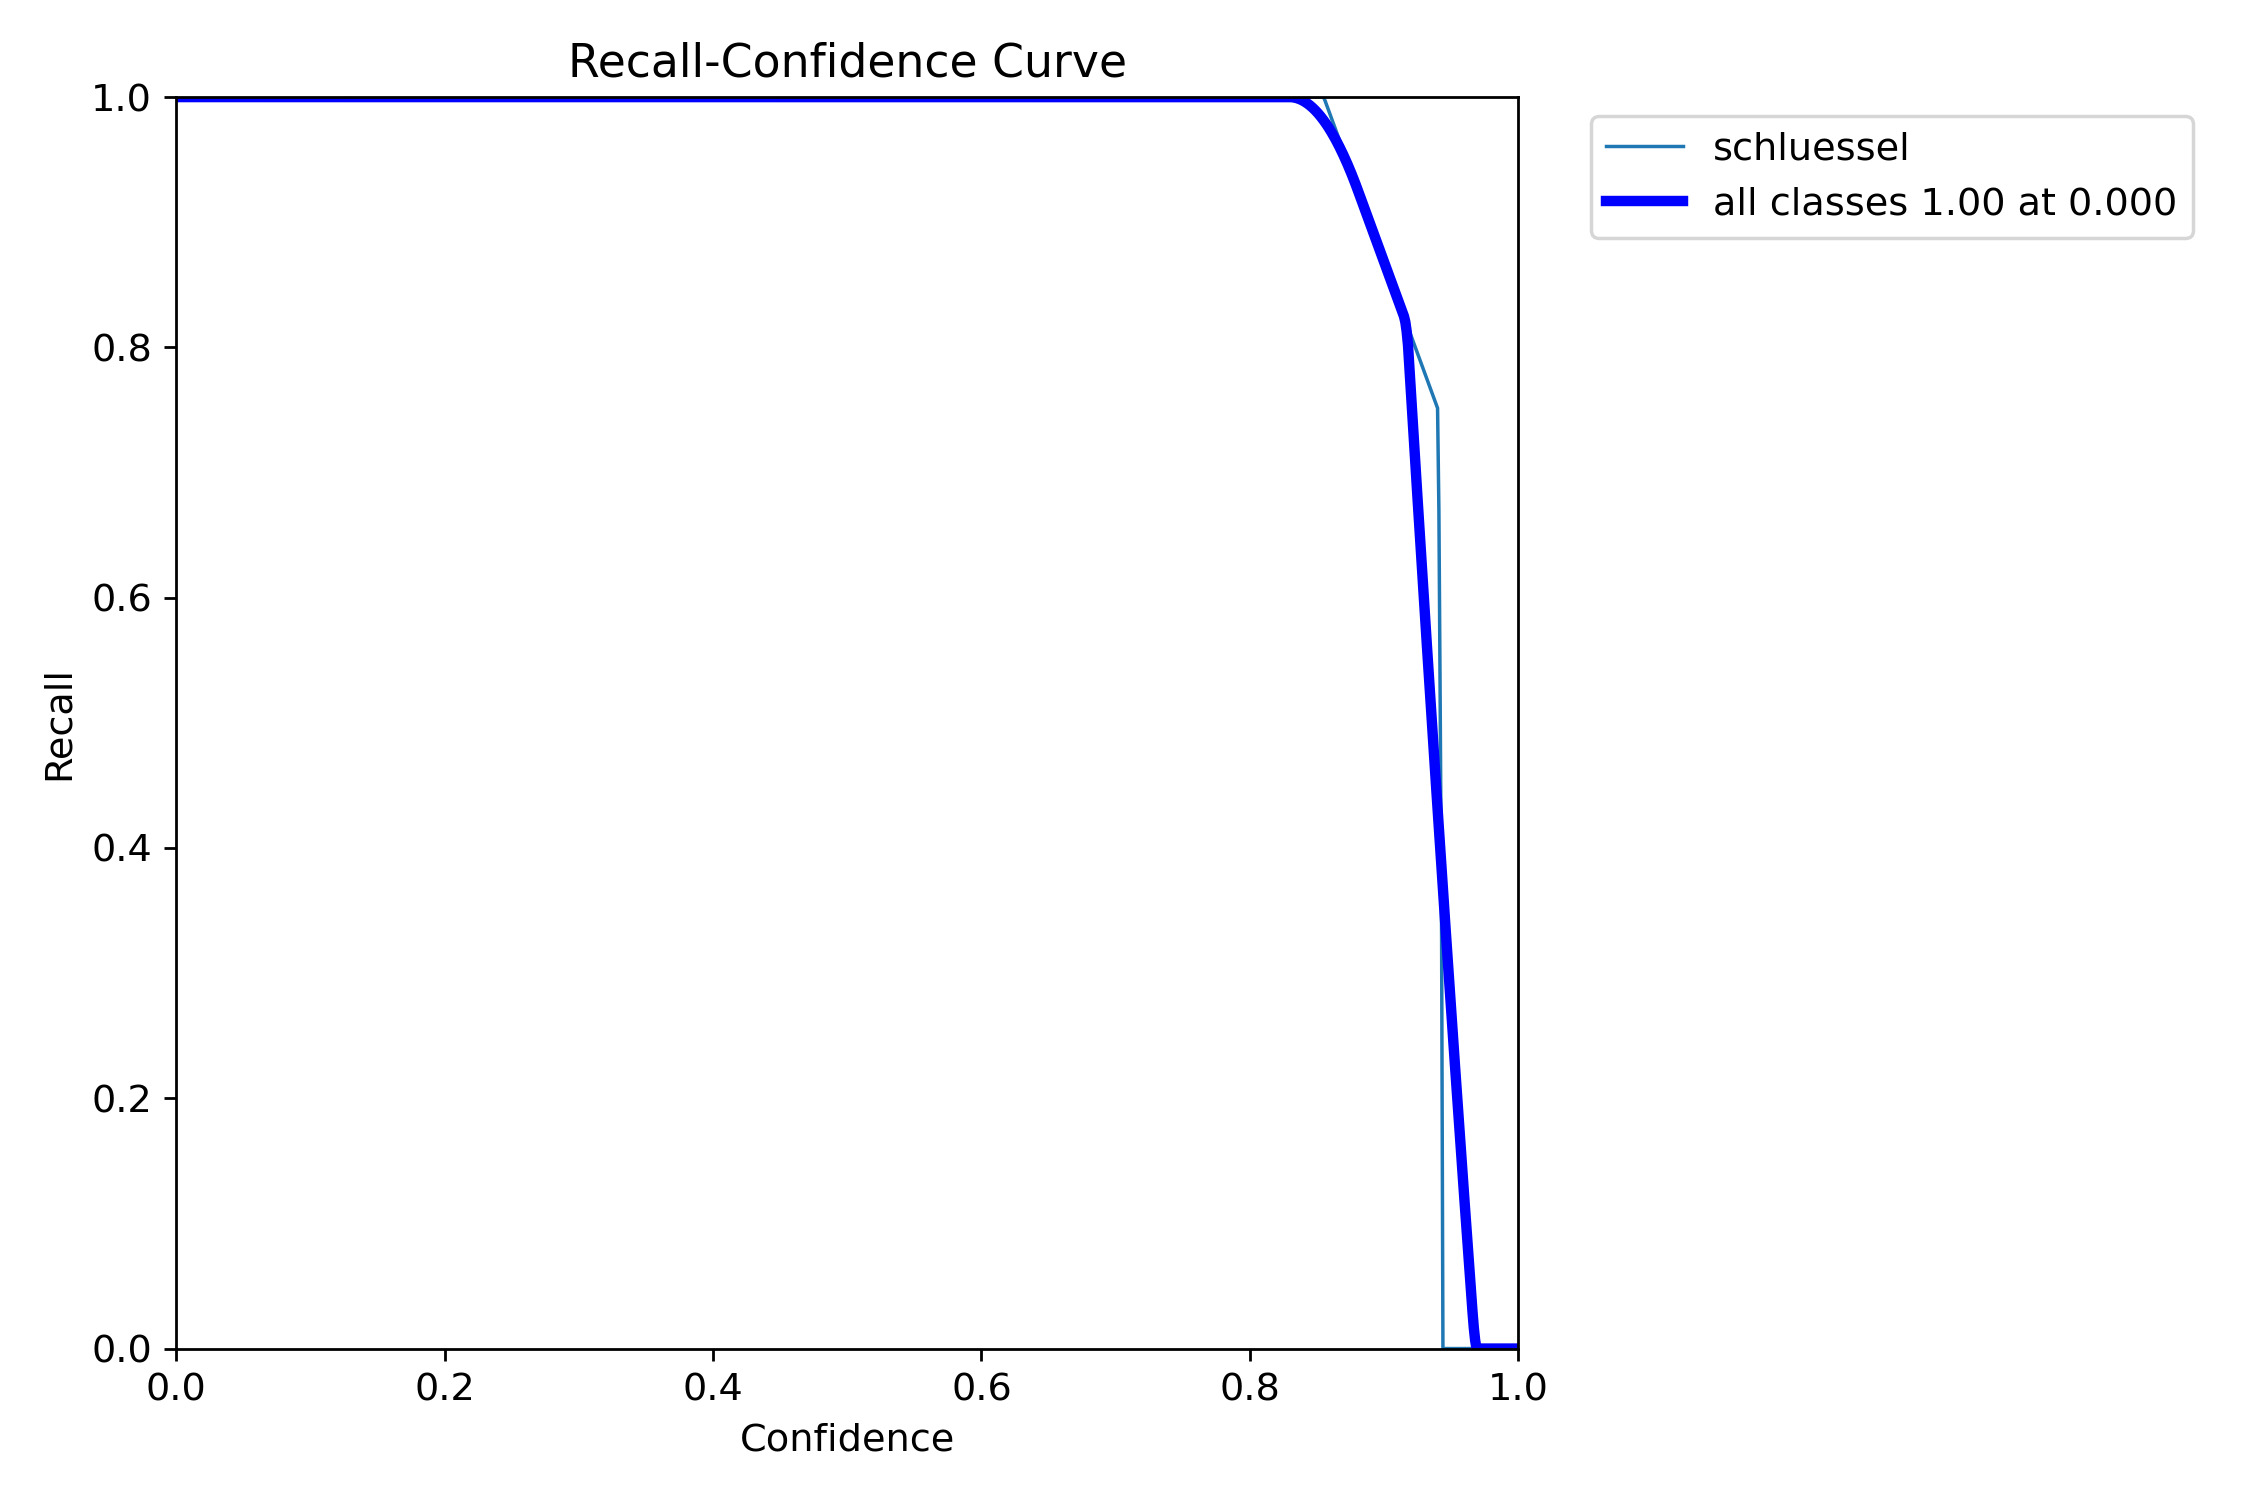 Recall-Confidence Curve
1.0
0.8
0.6
0.4
0.2
0.0
Recall
0.0 0.2 0.4 0.6 0.8 1.0
Confidence
schluessel
all classes 1.00 at 0.000